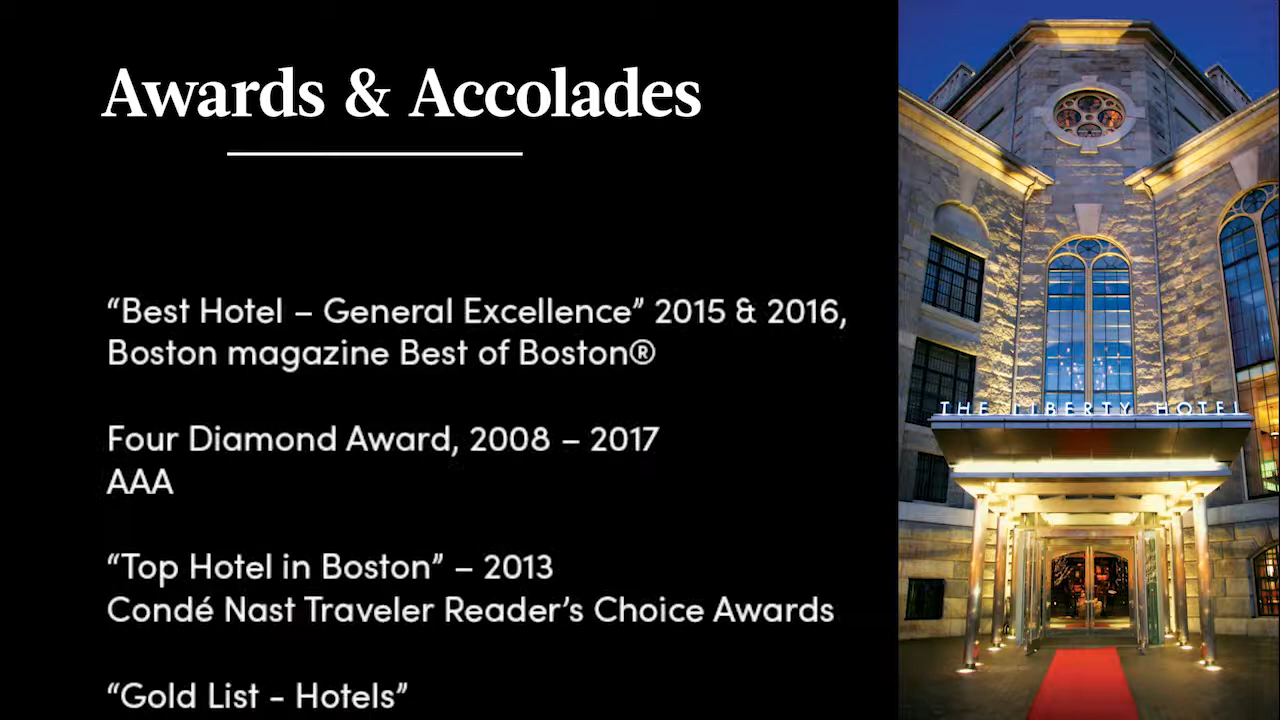 Awards & Accolades
“Best Hotel – General Excellence” 2015 & 2016,
Boston magazine Best of Boston®
Four Diamond Award, 2008 – 2017
AAA
“Top Hotel in Boston” – 2013
Condé Nast Traveler Reader’s Choice Awards
“Gold List - Hotels”
THE LIBERTY HOTEL